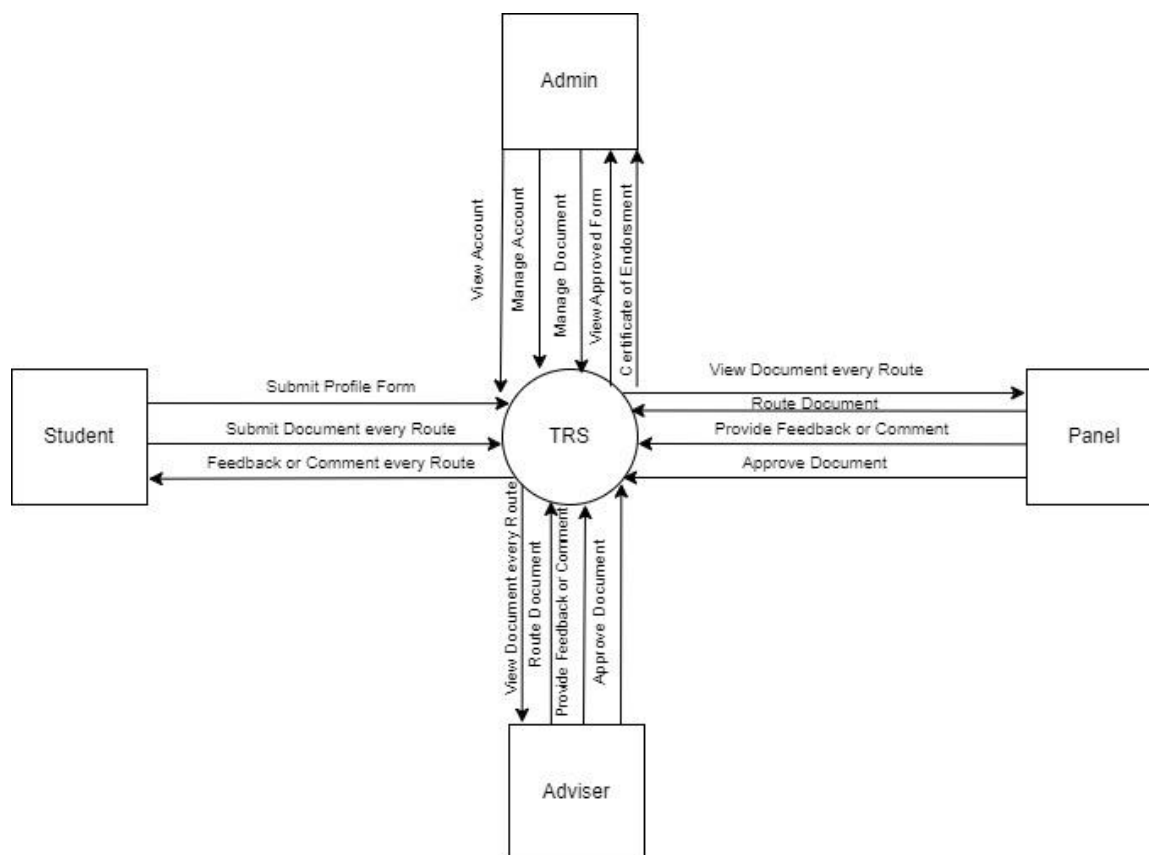 Admin
View Account
Manage Account
Manage Document
View Approved Form
Certificate of Endorsment
Student
Submit Profile Form
Submit Document every Route
Feedback or Comment every Route
TRS
View Document every Route
Route Document
Provide Feedback or Comment
Approve Document
Panel
View Document every Route
Route Document
Provide Feedback or Comment
Approve Document
Adviser